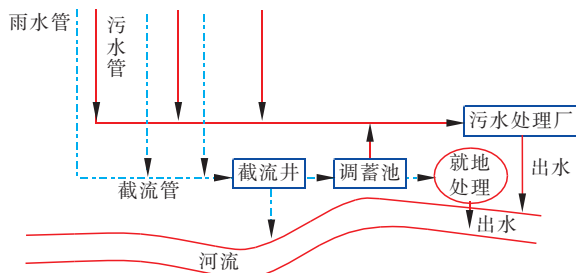 雨水管
污水管
污水处理厂
截流管
截流井
调蓄池
就地
处理
出水
出水
河流